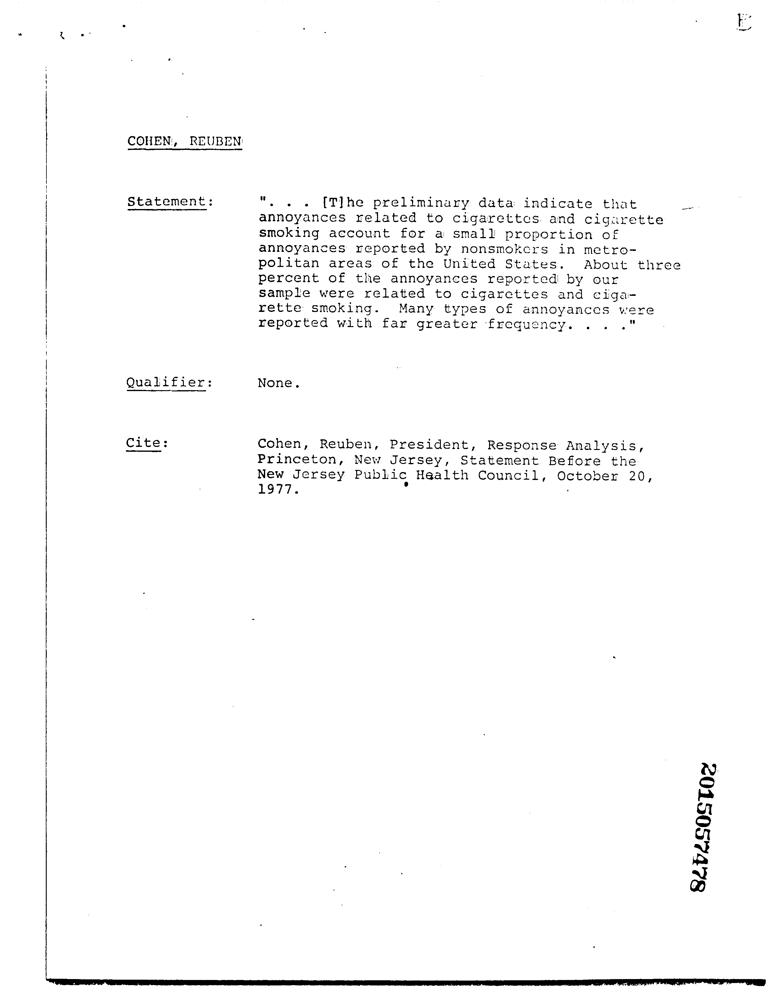 E
COHEN, REUBEN
Statement: ". . . [T]he preliminary data indicate that
annoyances related to cigarettes and cigarette
smoking account for a small proportion of
annoyances reported by nonsmokers in metro-
politan areas of the United States. About three
percent of the annoyances reported by our
sample were related to cigarettes and ciga-
rette smoking. Many types of annoyances were
reported with far greater frequency. . . ."
Qualifier: None.
Cite: Cohen, Reuben, President, Response Analysis,
Princeton, New Jersey, Statement Before the
New Jersey Public Health Council, October 20,
1977.
2015057478